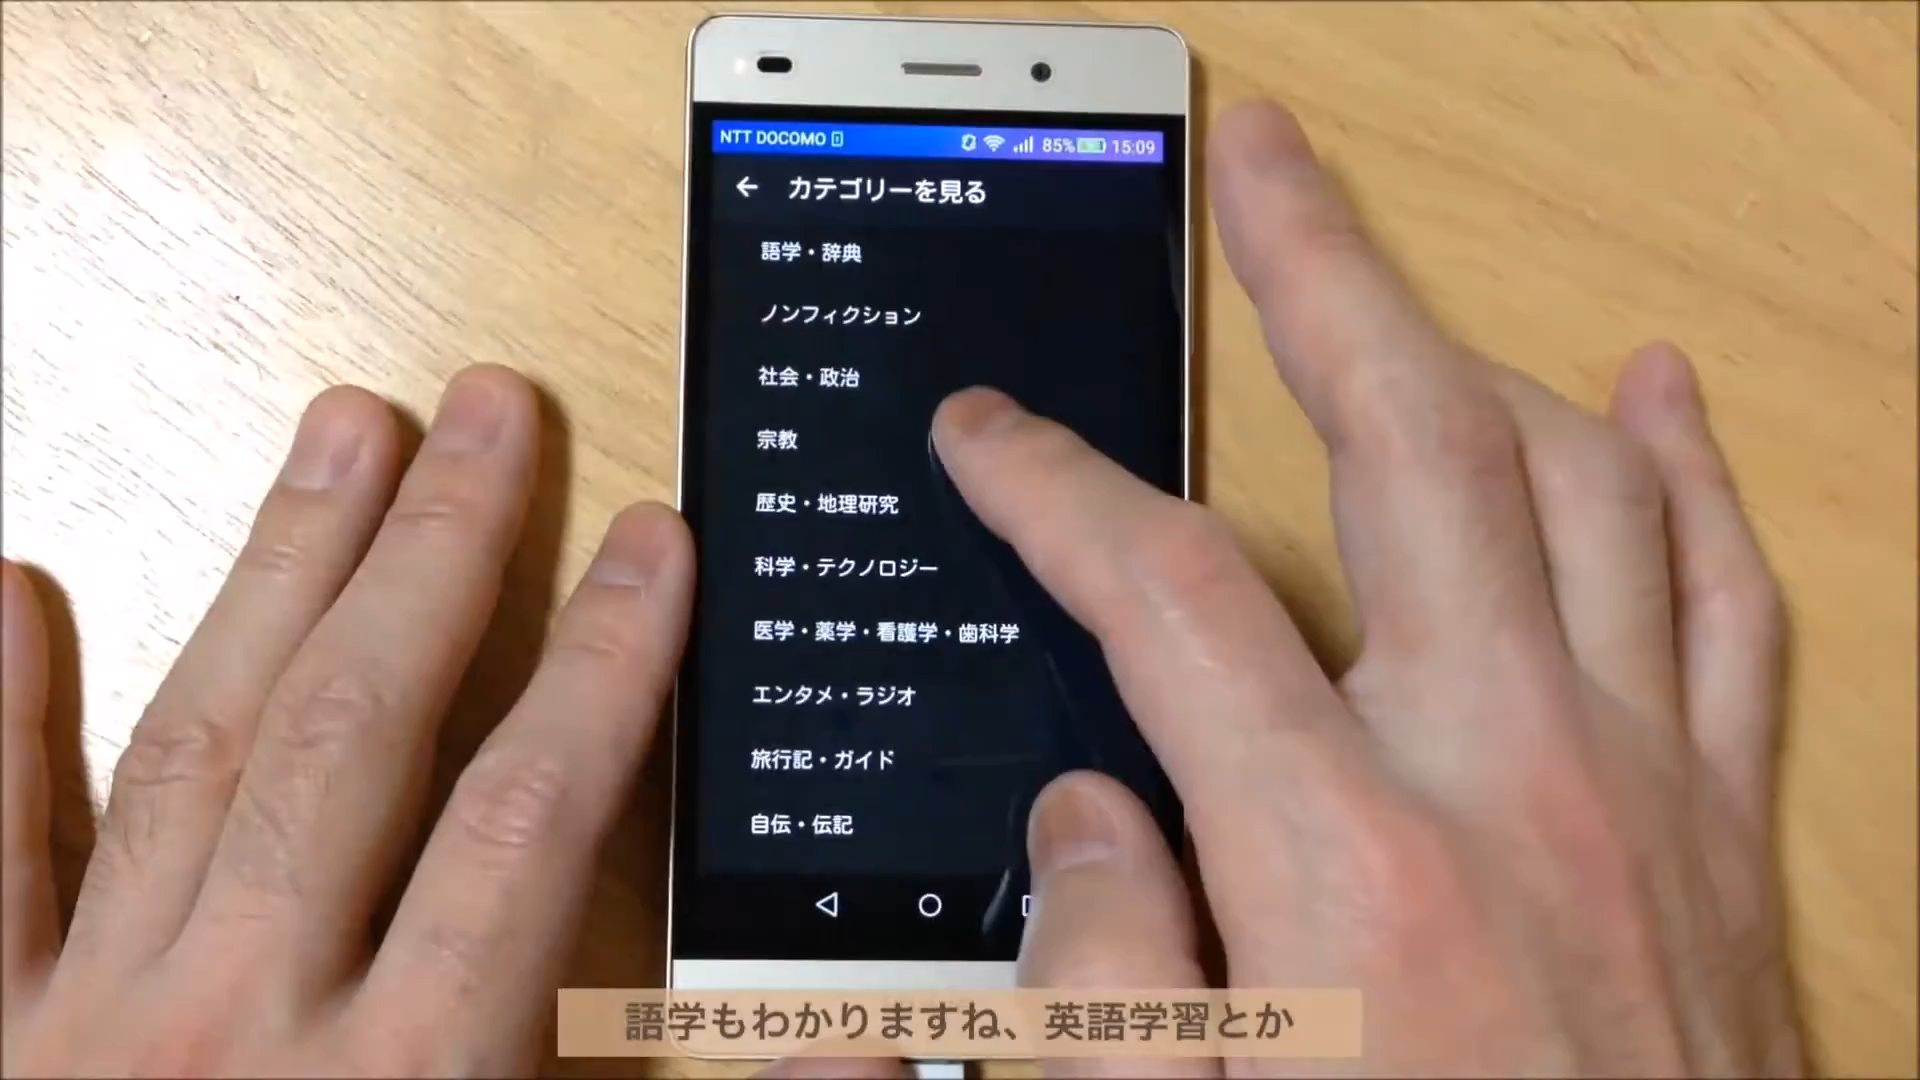 NTT DOCOMO 85% 15:09
カテゴリーを見る
語学・辞典
ノンフィクション
社会・政治
宗教
歴史・地理研究
科学・テクノロジー
医学・薬学・看護学・歯科学
エンタメ・ラジオ
旅行記・ガイド
自伝・伝記
語学もわかりますね、英語学習とか